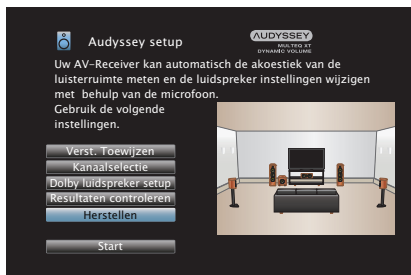 Audyssey setup
AUDYSSEY
MULTEQ XT
DYNAMIC VOLUME
Uw AV-Receiver kan automatisch de akoestiek van de
luisterruimte meten en de luidspreker instellingen wijzigen
met behulp van de microfoon.
Gebruik de volgende
instellingen.
Verst. Toewijzen
Kanaalselectie
Dolby luidspreker setup
Resultaten controleren
Herstellen
Start